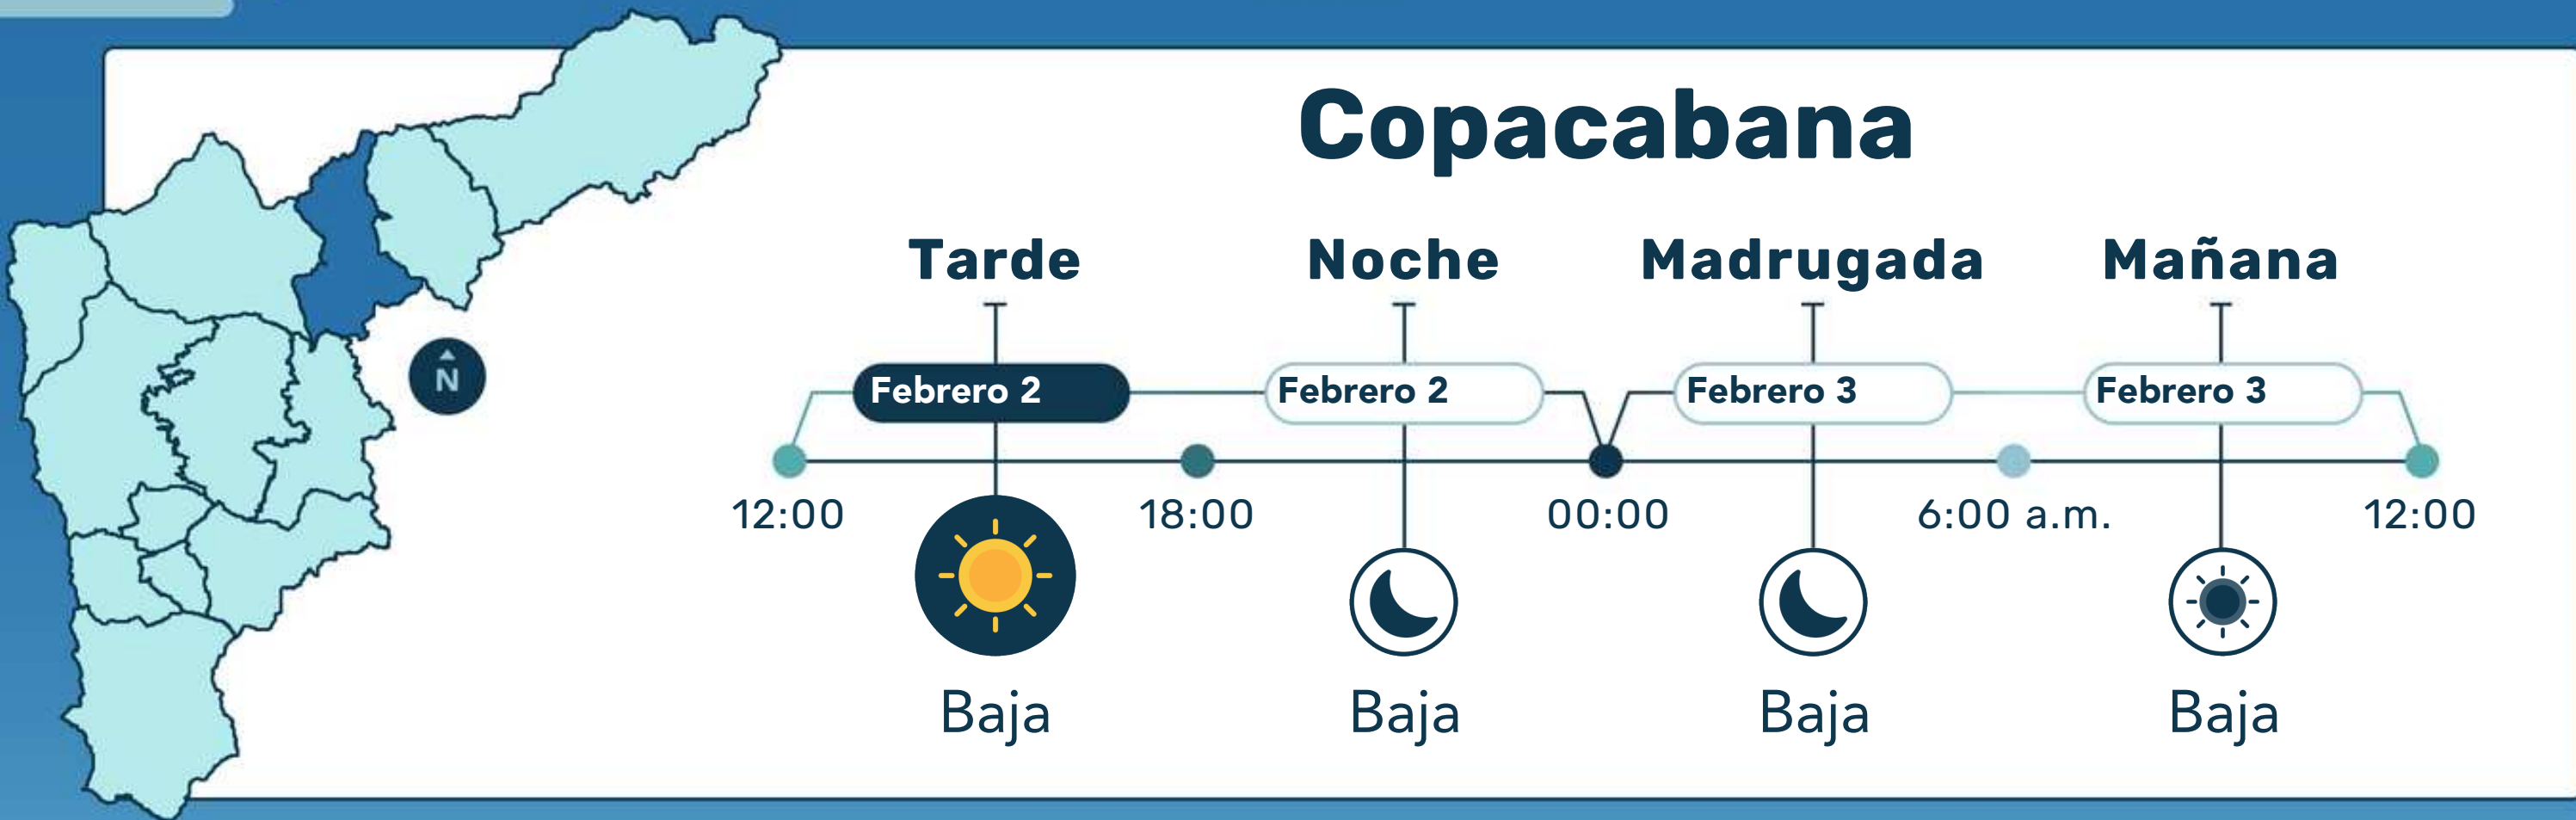 Copacabana
Tarde Noche Madrugada Mañana
N
Febrero 2 Febrero 2 Febrero 3 Febrero 3
12:00 18:00 00:00 6:00 a.m. 12:00
Baja Baja Baja Baja